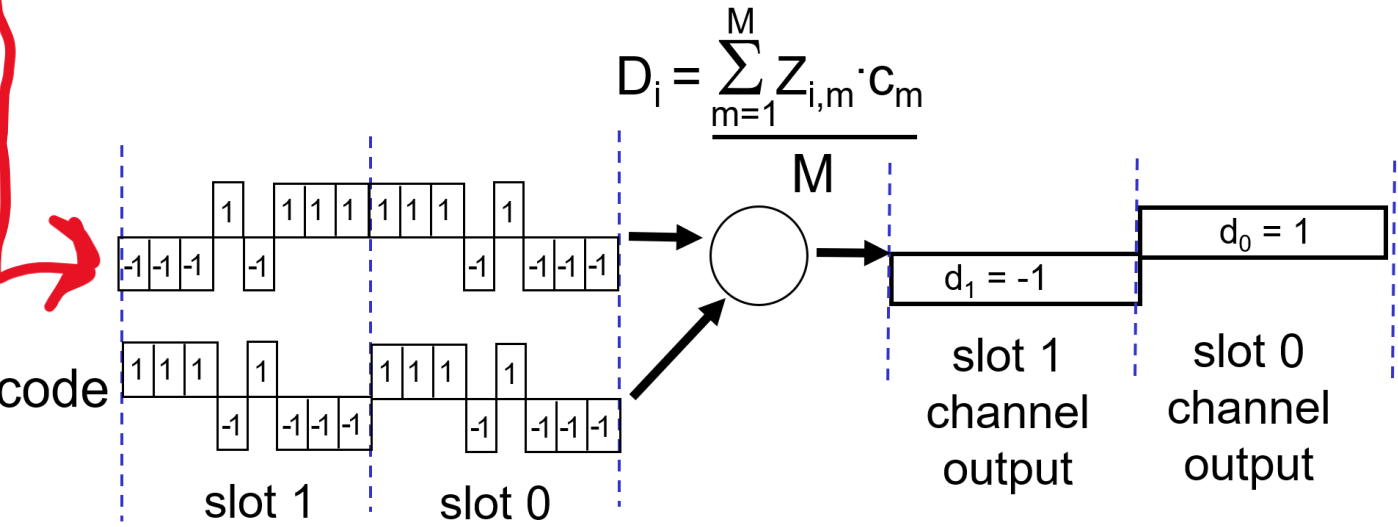 M
D_i = Σ Z_{i,m}·c_m
m=1
M
1 1 1 1 1 1 1 1
-1 -1 -1 -1 -1 -1 -1 -1
d_0 = 1
d_1 = -1
code
1 1 1 1 1 1 1 1
-1 -1 -1 -1 -1 -1 -1 -1
slot 1
slot 0
slot 1
channel
output
slot 0
channel
output